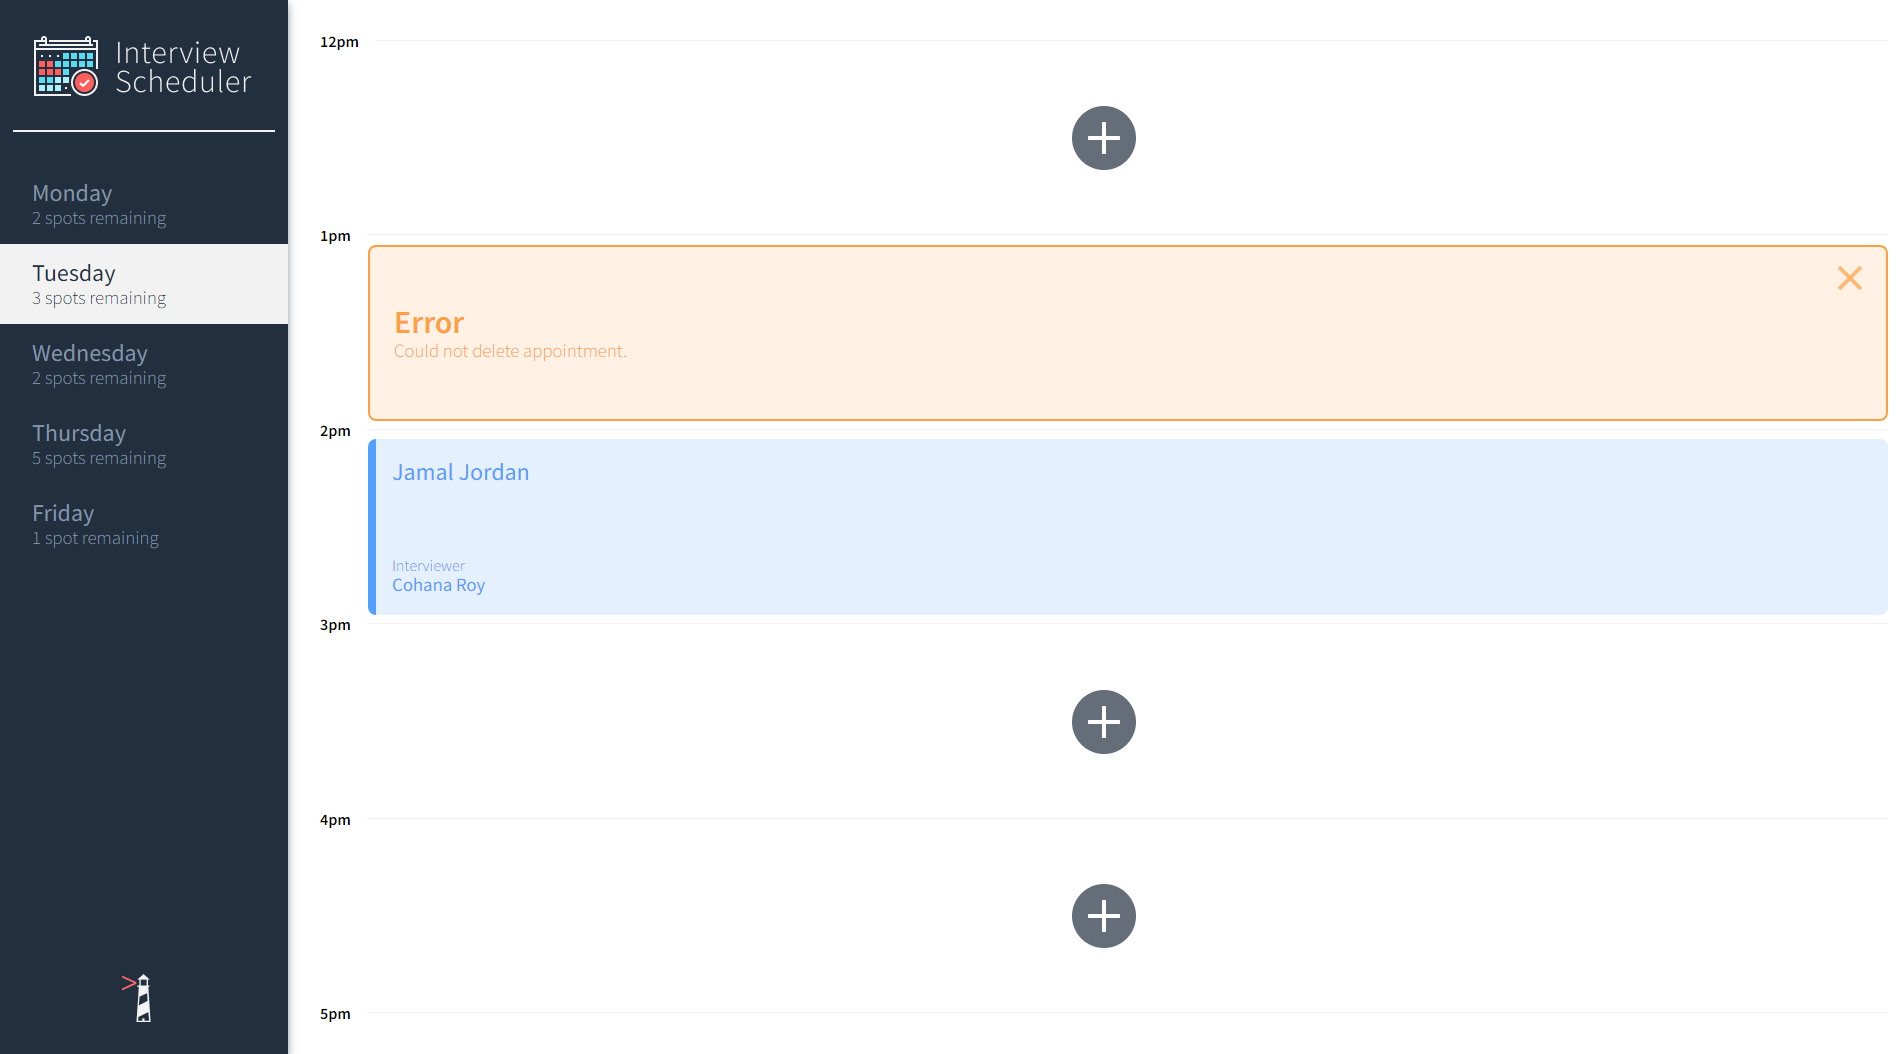 Interview
Scheduler
Monday
2 spots remaining
Tuesday
3 spots remaining
Wednesday
2 spots remaining
Thursday
5 spots remaining
Friday
1 spot remaining
12pm
1pm
Error
Could not delete appointment.
2pm
Jamal Jordan
Interviewer
Cohana Roy
3pm
4pm
5pm